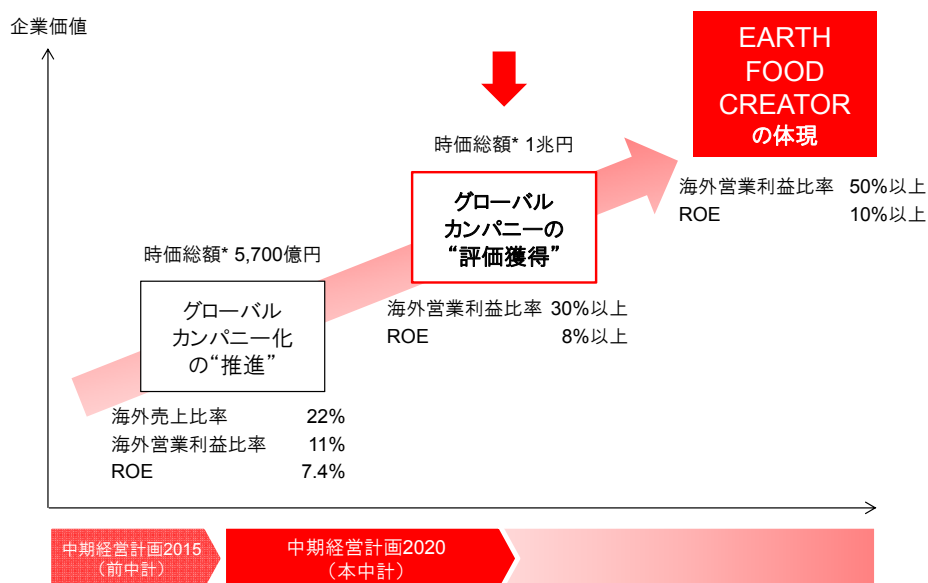 企業価値
EARTH
FOOD
CREATOR
の体現
時価総額* 1兆円
海外営業利益比率 50%以上
ROE 10%以上
グローバル
カンパニーの
“評価獲得”
時価総額* 5,700億円
海外営業利益比率 30%以上
ROE 8%以上
グローバル
カンパニー化
の“推進”
海外売上比率 22%
海外営業利益比率 11%
ROE 7.4%
中期経営計画2015
（前中計）
中期経営計画2020
（本中計）